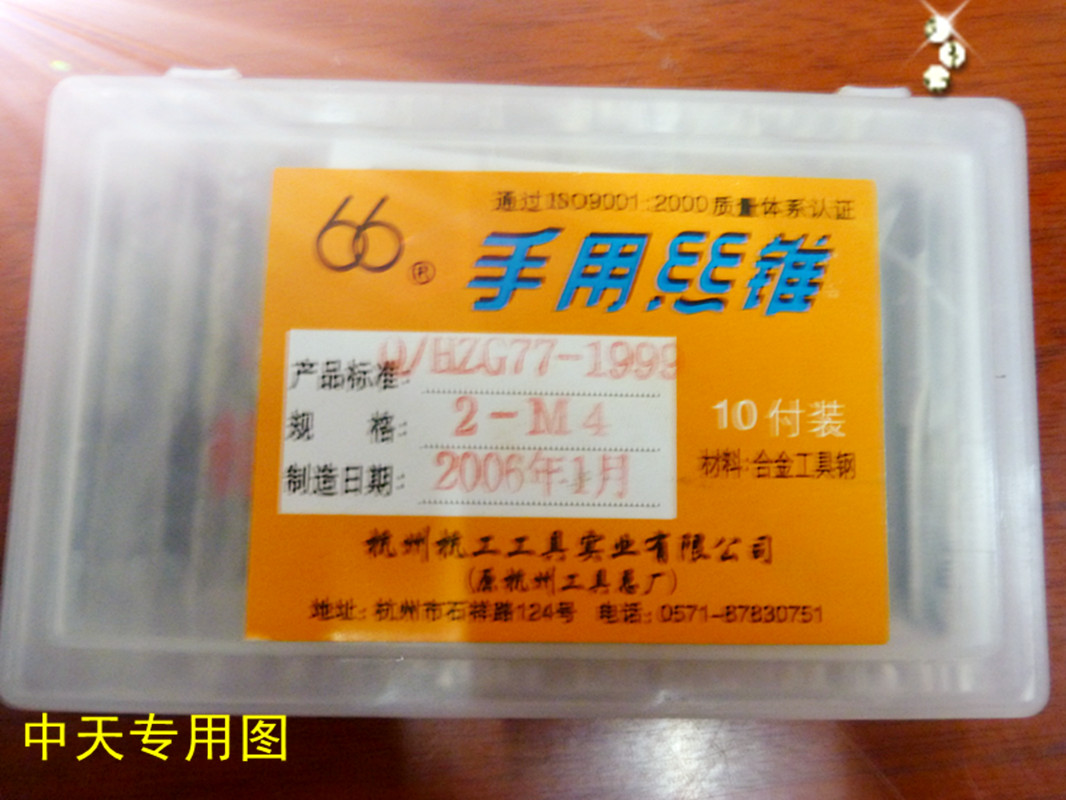 66®
通过ISO9001:2000质量体系认证
手用丝锥
产品标准: Q/HZG77-1999
规 格: 2-M4
制造日期: 2006年1月
10付装
材料:合金工具钢
杭州杭工工具实业有限公司
(原杭州工具总厂)
地址: 杭州市石祥路124号 电话: 0571-87830751
中天专用图